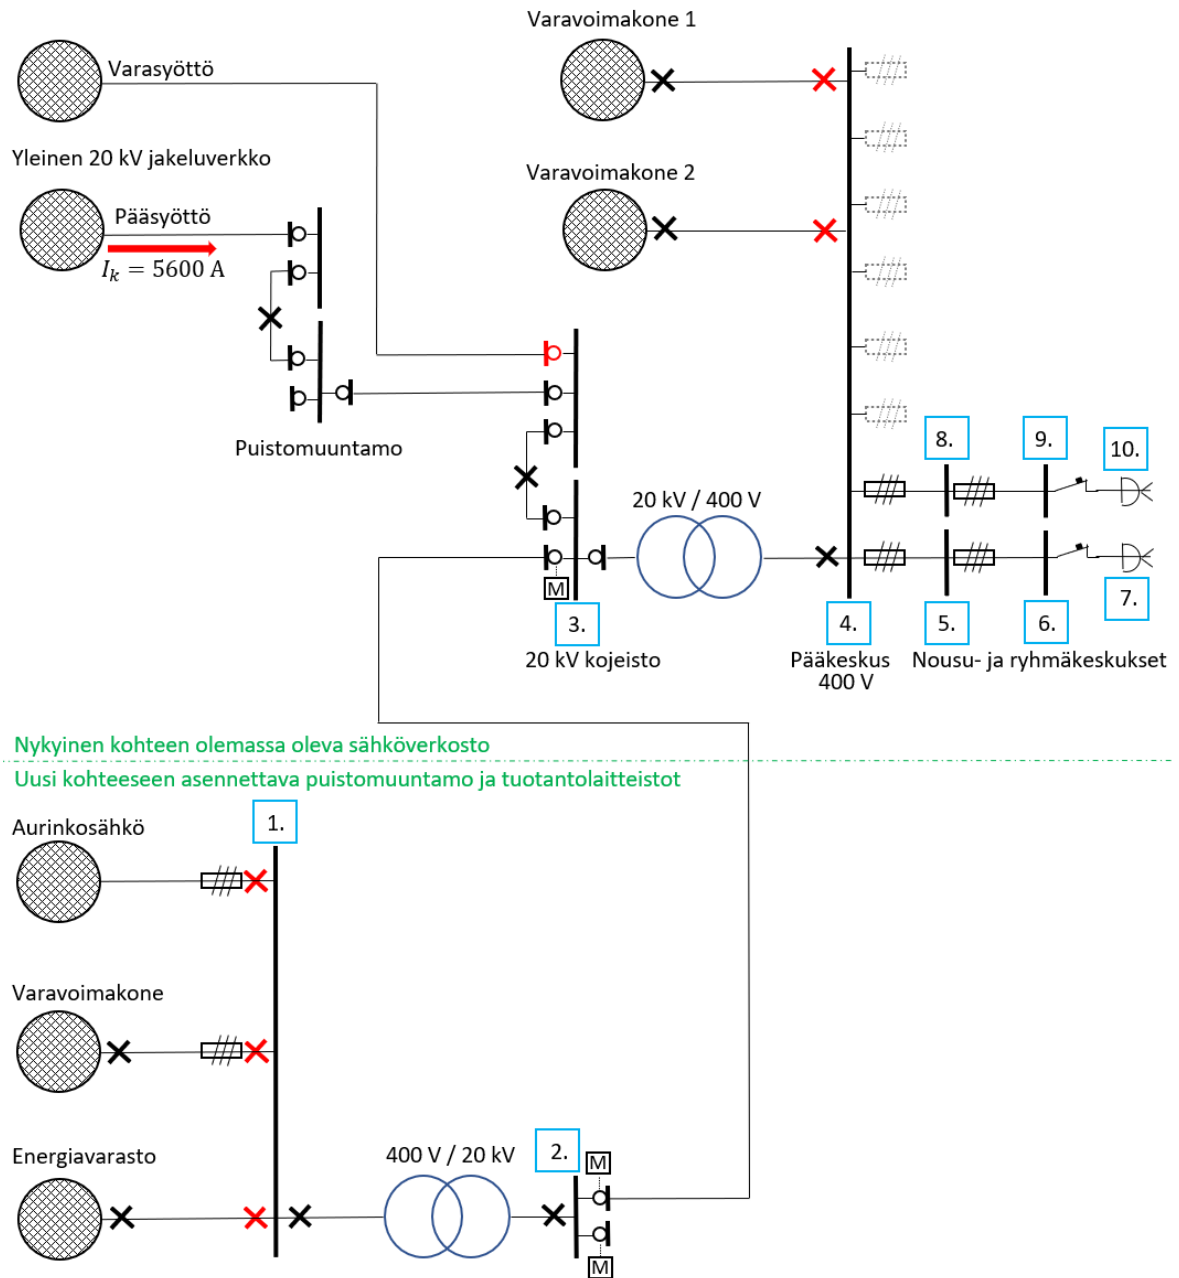 Varavoimakone 1
Varasyöttö
Yleinen 20 kV jakeluverkko
Varavoimakone 2
Pääsyöttö
I_k = 5600 A
Puistomuuntamo
8.
9.
10.
20 kV / 400 V
M
3.
4.
5.
6.
7.
20 kV kojeisto
Pääkeskus
400 V
Nousu- ja ryhmäkeskukset
Nykyinen kohteen olemassa oleva sähköverkosto
Uusi kohteeseen asennettava puistomuuntamo ja tuotantolaitteistot
1.
Aurinkosähkö
Varavoimakone
Energiavarasto
400 V / 20 kV
2.
M
M